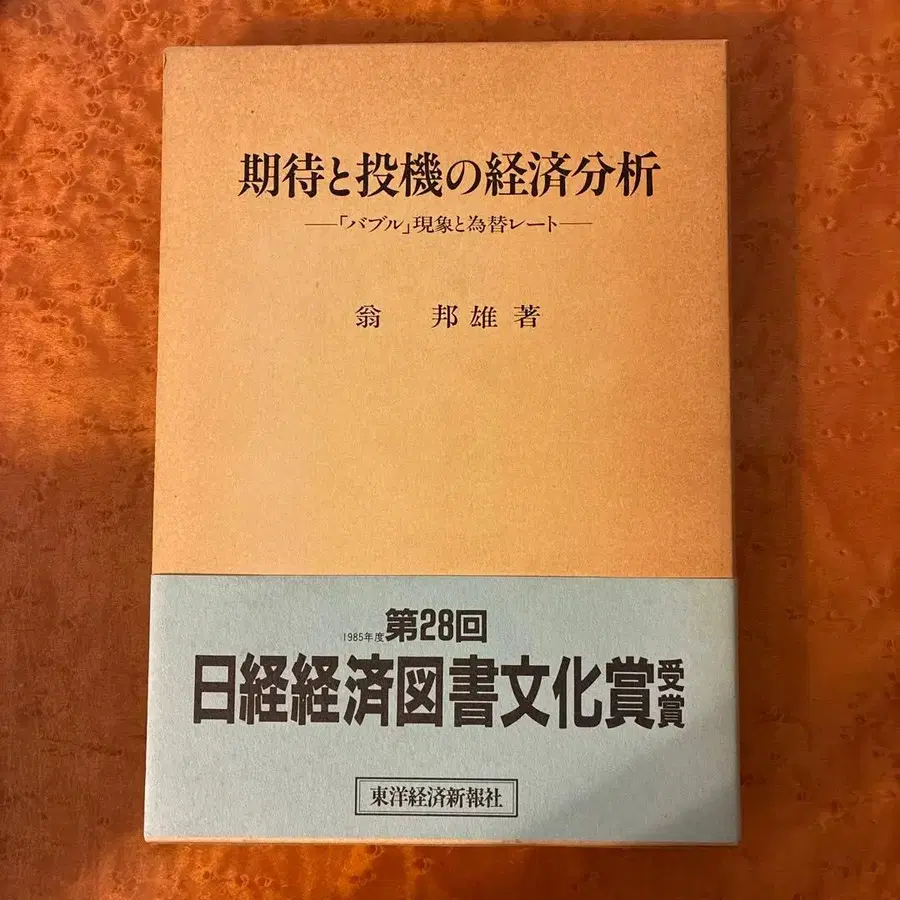 期待と投機の経済分析
―「バブル」現象と為替レート―
翁 邦雄著
1985年度第28回
日経経済図書文化賞受賞
東洋経済新報社